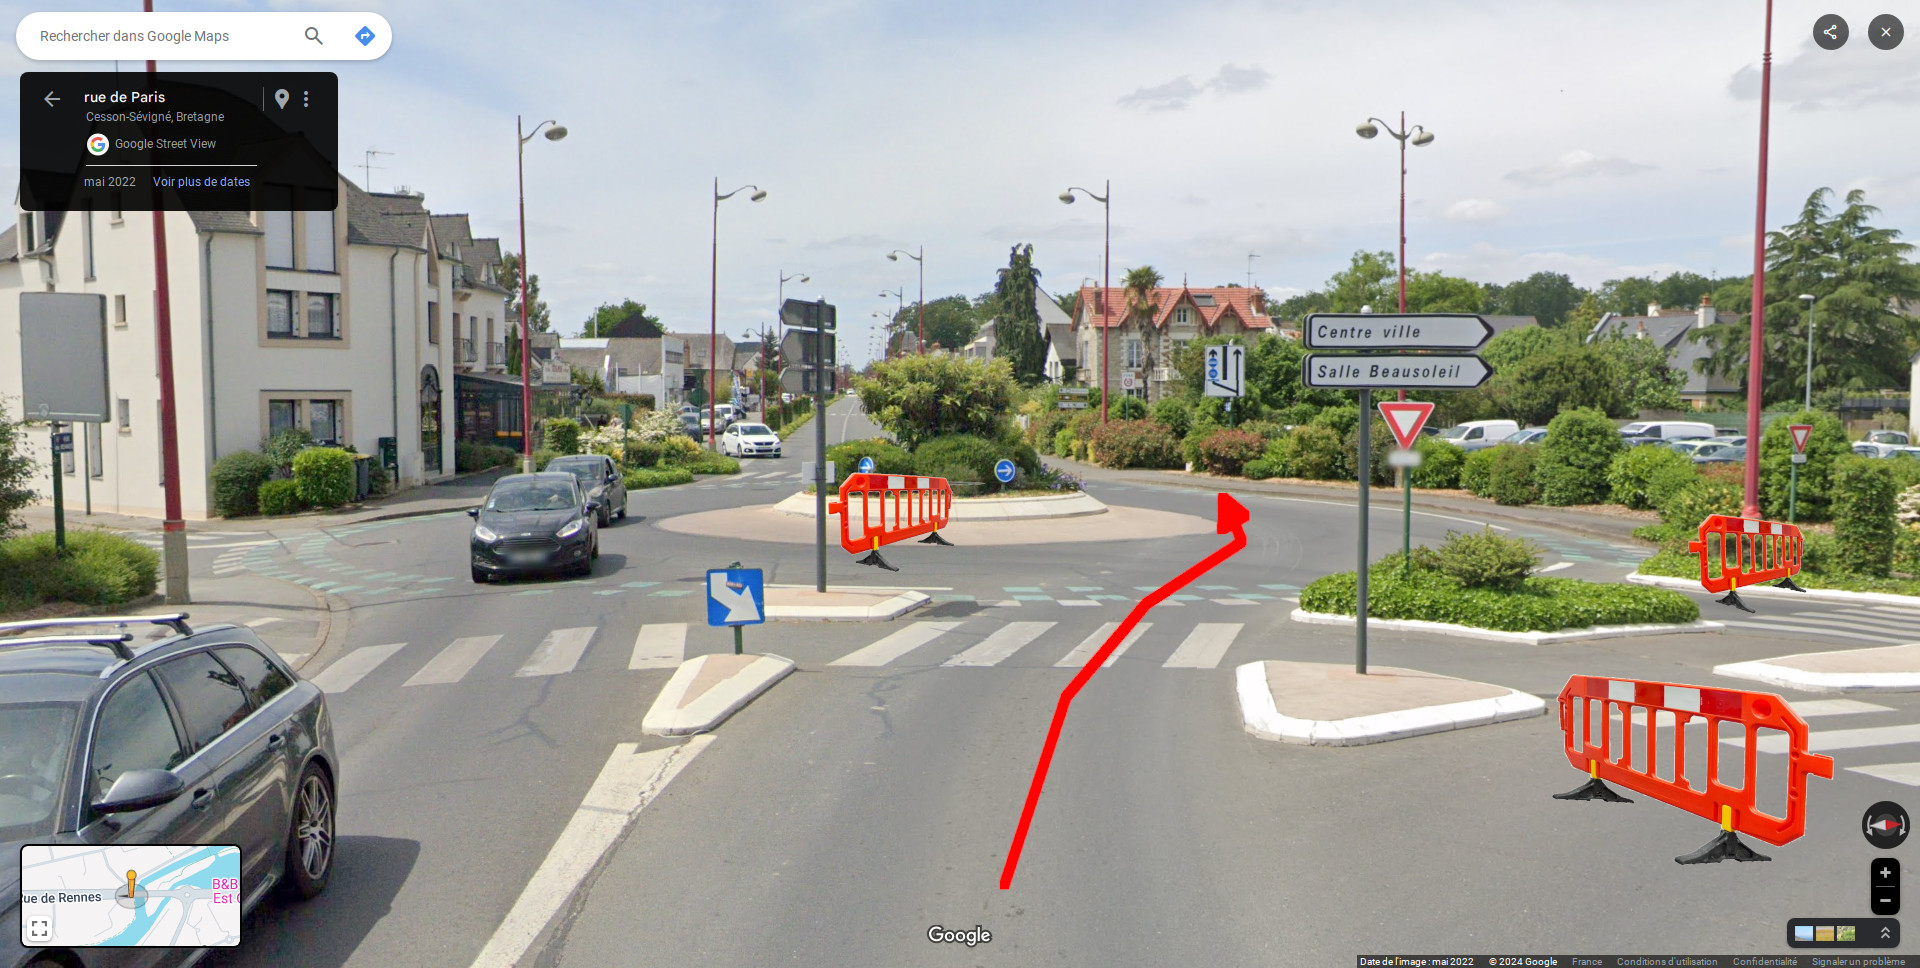 Rechercher dans Google Maps
rue de Paris
Cesson-Sévigné, Bretagne
Google Street View
mai 2022 Voir plus de dates
Centre ville
Salle Beausoleil
B&B
Est
ue de Rennes
Google
Date de l'image : mai 2022 © 2024 Google France Conditions d'utilisation Confidentialité Signaler un problème